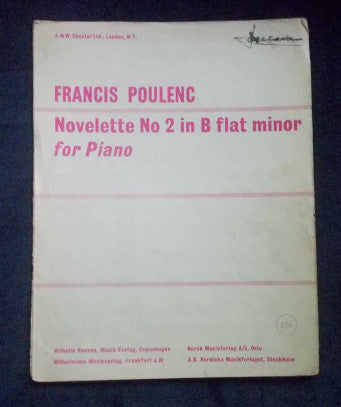 J. & W. Chester Ltd., London, W.1.
FRANCIS POULENC
Novelette No 2 in B flat minor
for Piano
Wilhelm Hansen, Musik-Forlag, Copenhagen
Norsk Musikforlag A/S, Oslo
Wilhelmiana Musikverlag, Frankfurt a.M
A.B. Nordiska Musikförlaget, Stockholm